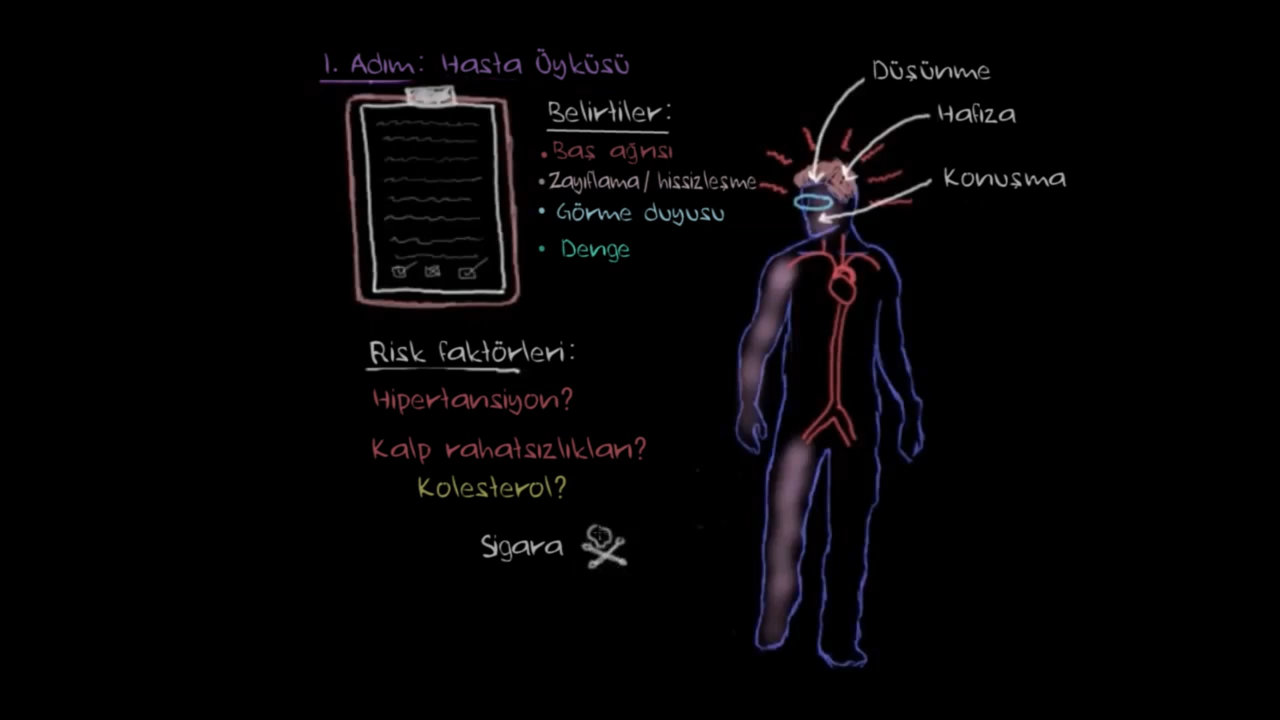 1. Adım: Hasta Üyküsü
Belirtiler:
• Baş ağrısı
• Zayıflama / hissizleşme
• Görme duyusu
• Denge
Düşünme
Hafıza
Konuşma
Risk faktörleri:
Hipertansiyon?
Kalp rahatsızlıkları?
Kolesterol?
Sigara